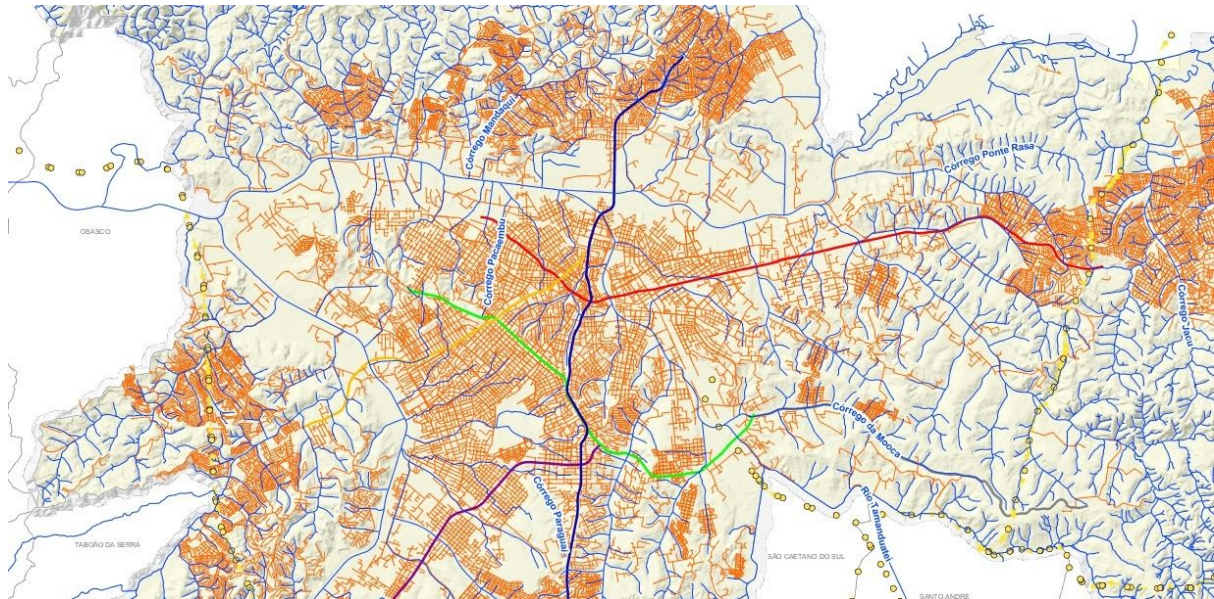 Córrego Mandaqui
Córrego Ponte Rasa
OSASCO
Córrego Pacaembu
Córrego Jacu
Córrego da Mooca
Córrego Paraguai
Rio Tamanduateí
TABOÃO DA SERRA
SÃO CAETANO DO SUL
SANTO ANDRÉ